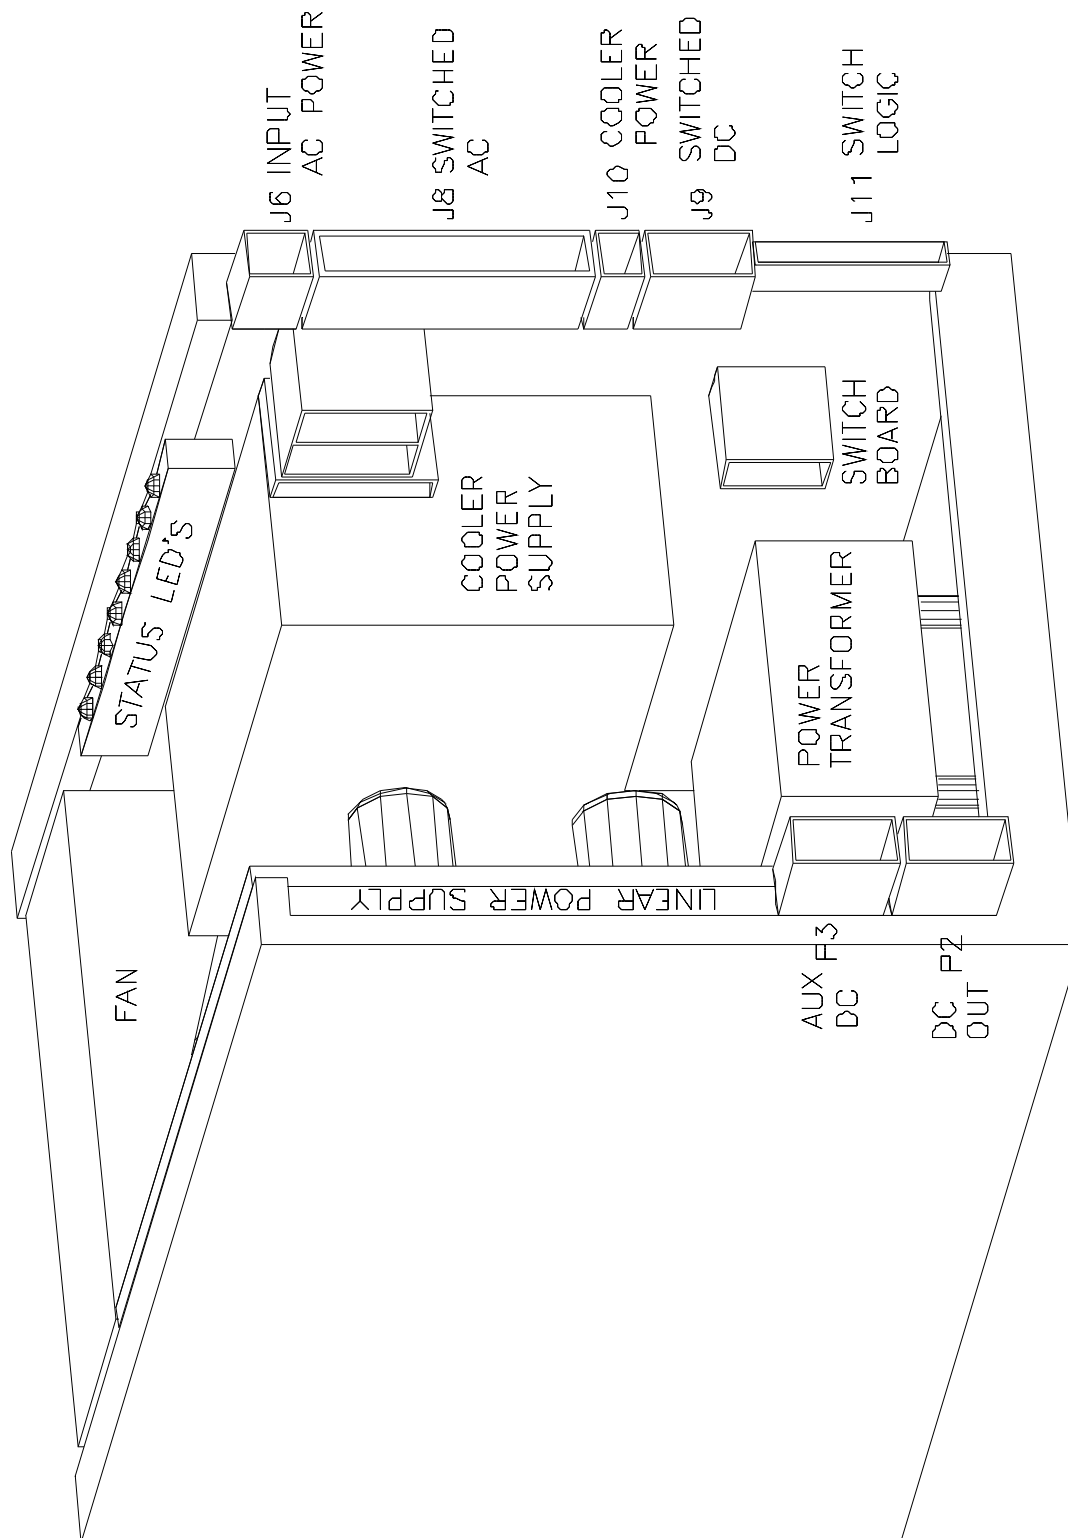 J6 INPUT
AC POWER
J8 SWITCHED
AC
J10 COOLER
POWER
J9 SWITCHED
DC
J11 SWITCH
LOGIC
STATUS LED'S
COOLER
POWER
SUPPLY
SWITCH
BOARD
POWER
TRANSFORMER
FAN
LINEAR POWER SUPPLY
AUX P3
DC
DC P2
OUT